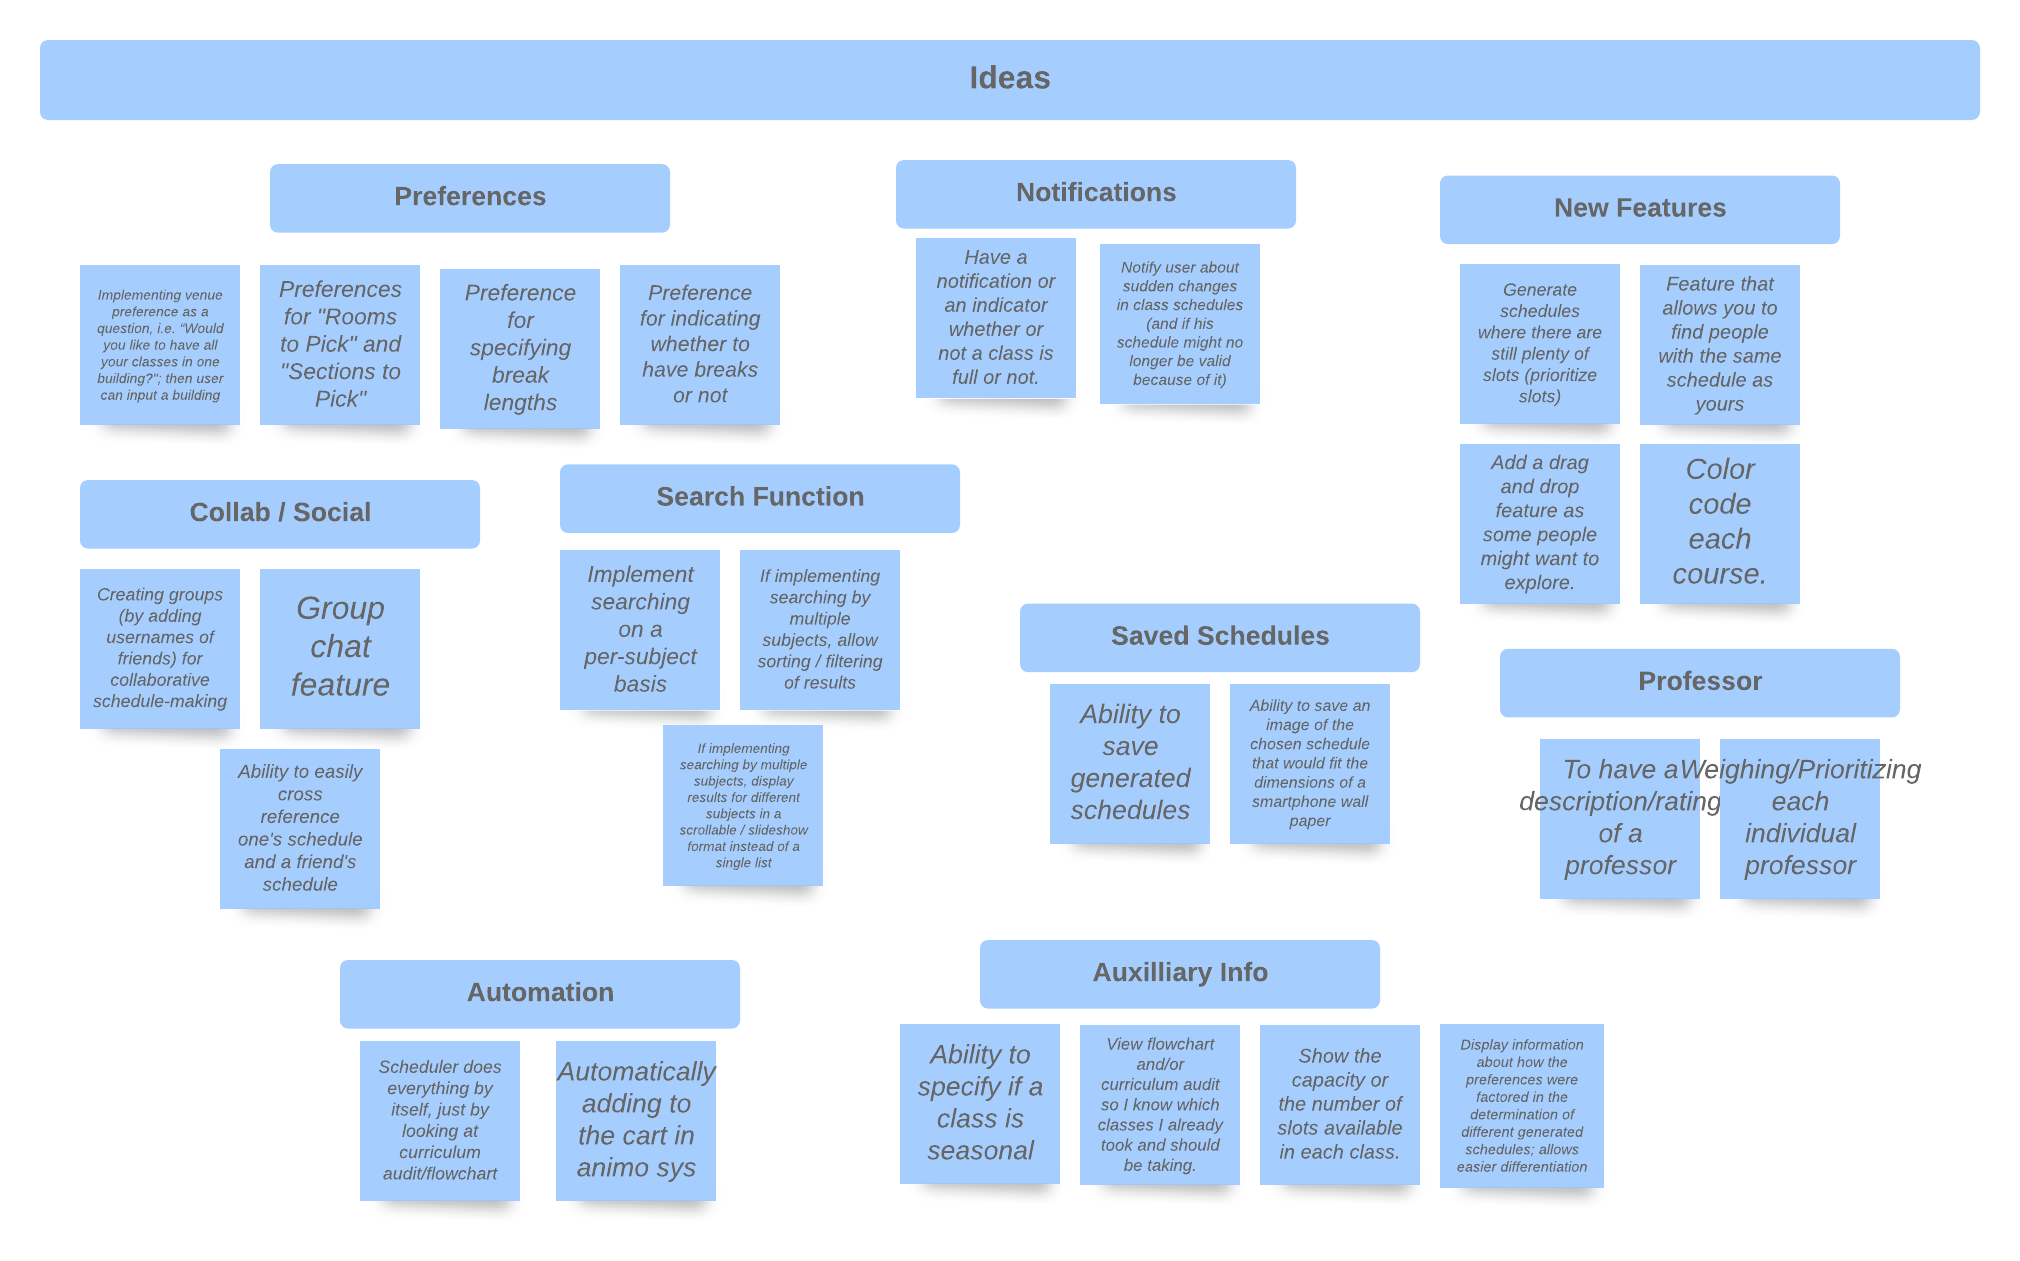 Ideas
Preferences
Implementing venue
preference as a
question, i.e. “Would
you like to have all
your classes in one
building?”; then user
can input a building
Preferences
for "Rooms
to Pick" and
"Sections to
Pick"
Preference
for
specifying
break
lengths
Preference
for indicating
whether to
have breaks
or not
Notifications
Have a
notification or
an indicator
whether or
not a class is
full or not.
Notify user about
sudden changes
in class schedules
(and if his
schedule might no
longer be valid
because of it)
New Features
Generate
schedules
where there are
still plenty of
slots (prioritize
slots)
Feature that
allows you to
find people
with the same
schedule as
yours
Add a drag
and drop
feature as
some people
might want to
explore.
Color
code
each
course.
Collab / Social
Creating groups
(by adding
usernames of
friends) for
collaborative
schedule-making
Group
chat
feature
Ability to easily
cross
reference
one's schedule
and a friend's
schedule
Search Function
Implement
searching
on a
per-subject
basis
If implementing
searching by
multiple
subjects, allow
sorting / filtering
of results
If implementing
searching by multiple
subjects, display
results for different
subjects in a
scrollable / slideshow
format instead of a
single list
Saved Schedules
Ability to
save
generated
schedules
Ability to save an
image of the
chosen schedule
that would fit the
dimensions of a
smartphone wall
paper
Professor
To have a
description/rating
of a
professor
Weighing/Prioritizing
each
individual
professor
Automation
Scheduler does
everything by
itself, just by
looking at
curriculum
audit/flowchart
Automatically
adding to
the cart in
animo sys
Auxilliary Info
Ability to
specify if a
class is
seasonal
View flowchart
and/or
curriculum audit
so I know which
classes I already
took and should
be taking.
Show the
capacity or
the number of
slots available
in each class.
Display information
about how the
preferences were
factored in the
determination of
different generated
schedules; allows
easier differentiation